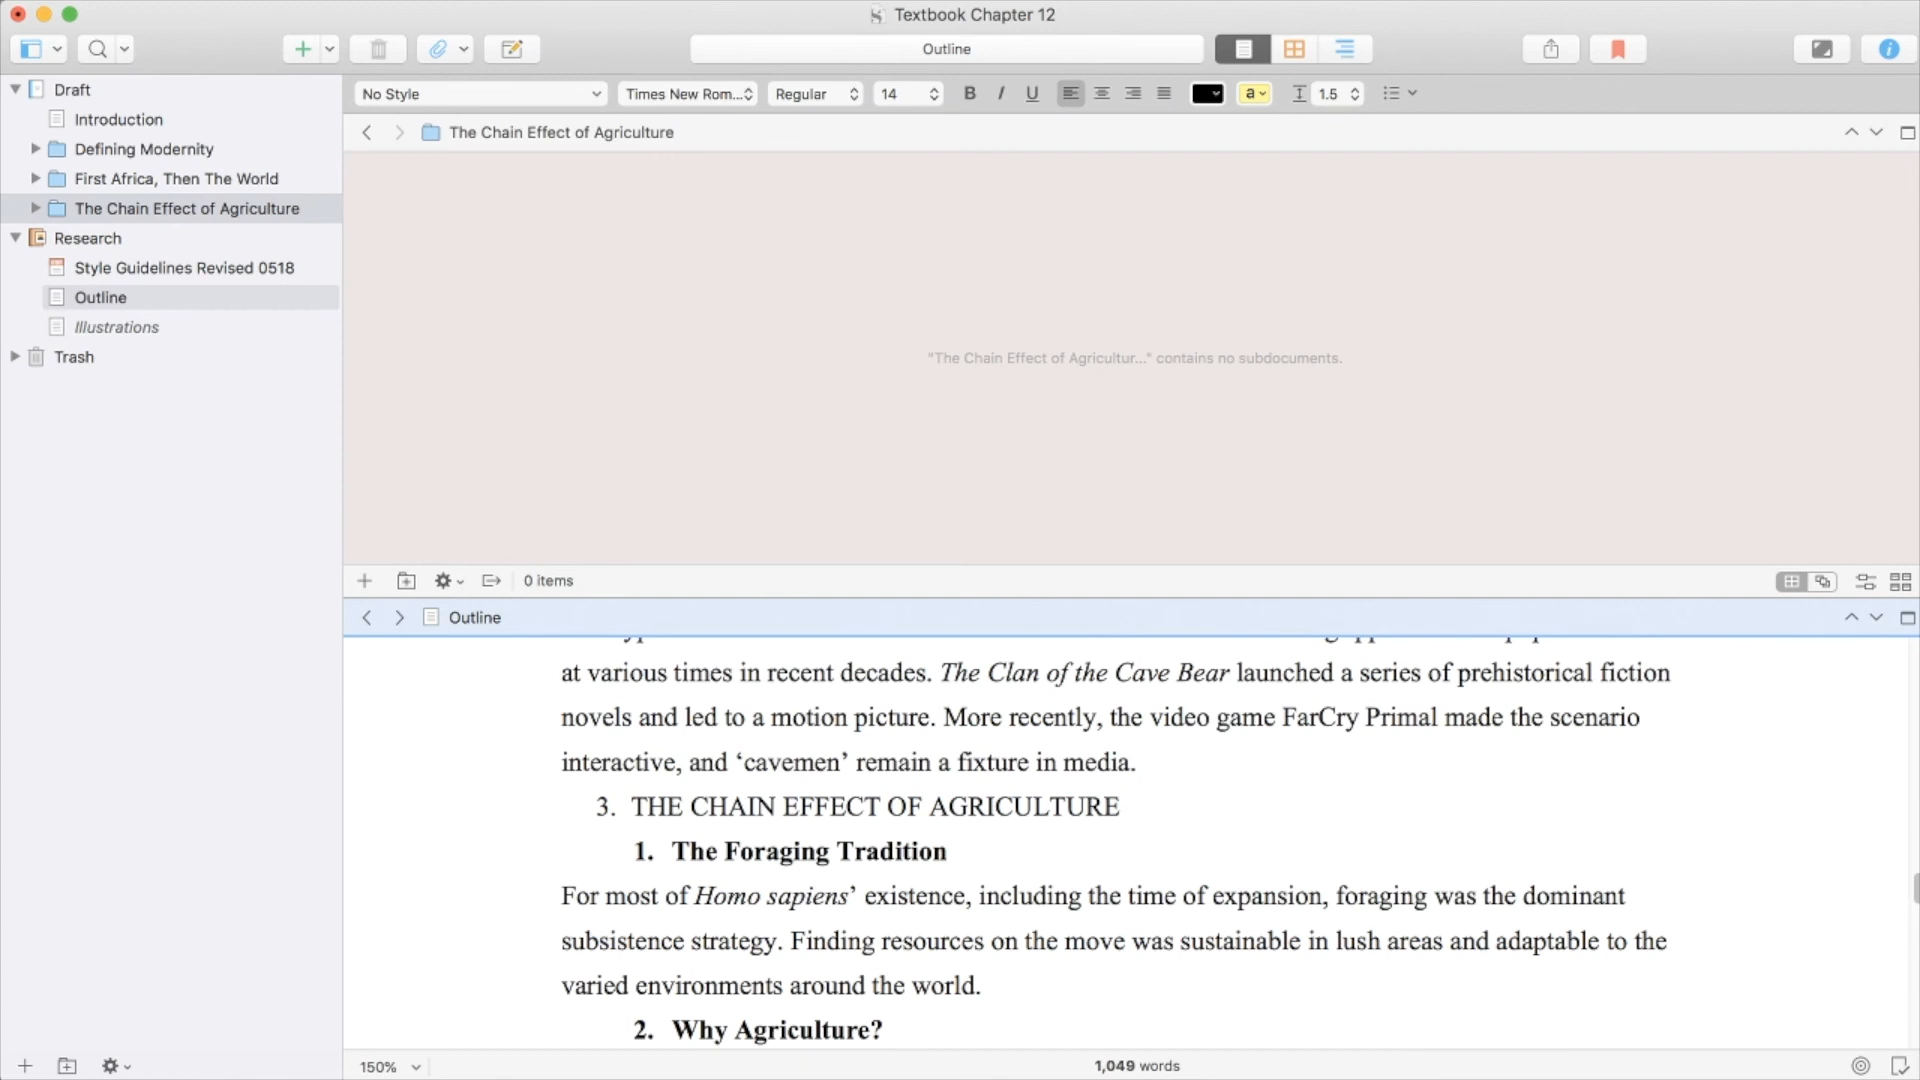 Textbook Chapter 12
Outline
Draft
Introduction
Defining Modernity
First Africa, Then The World
The Chain Effect of Agriculture
Research
Style Guidelines Revised 0518
Outline
Illustrations
Trash
No Style
Times New Rom...
Regular
14
B
I
U
a
1.5
The Chain Effect of Agriculture
"The Chain Effect of Agricultur..." contains no subdocuments.
0 items
Outline
at various times in recent decades. The Clan of the Cave Bear launched a series of prehistorical fiction
novels and led to a motion picture. More recently, the video game FarCry Primal made the scenario
interactive, and ‘cavemen’ remain a fixture in media.
3. THE CHAIN EFFECT OF AGRICULTURE
1. The Foraging Tradition
For most of Homo sapiens’ existence, including the time of expansion, foraging was the dominant
subsistence strategy. Finding resources on the move was sustainable in lush areas and adaptable to the
varied environments around the world.
2. Why Agriculture?
150%
1,049 words